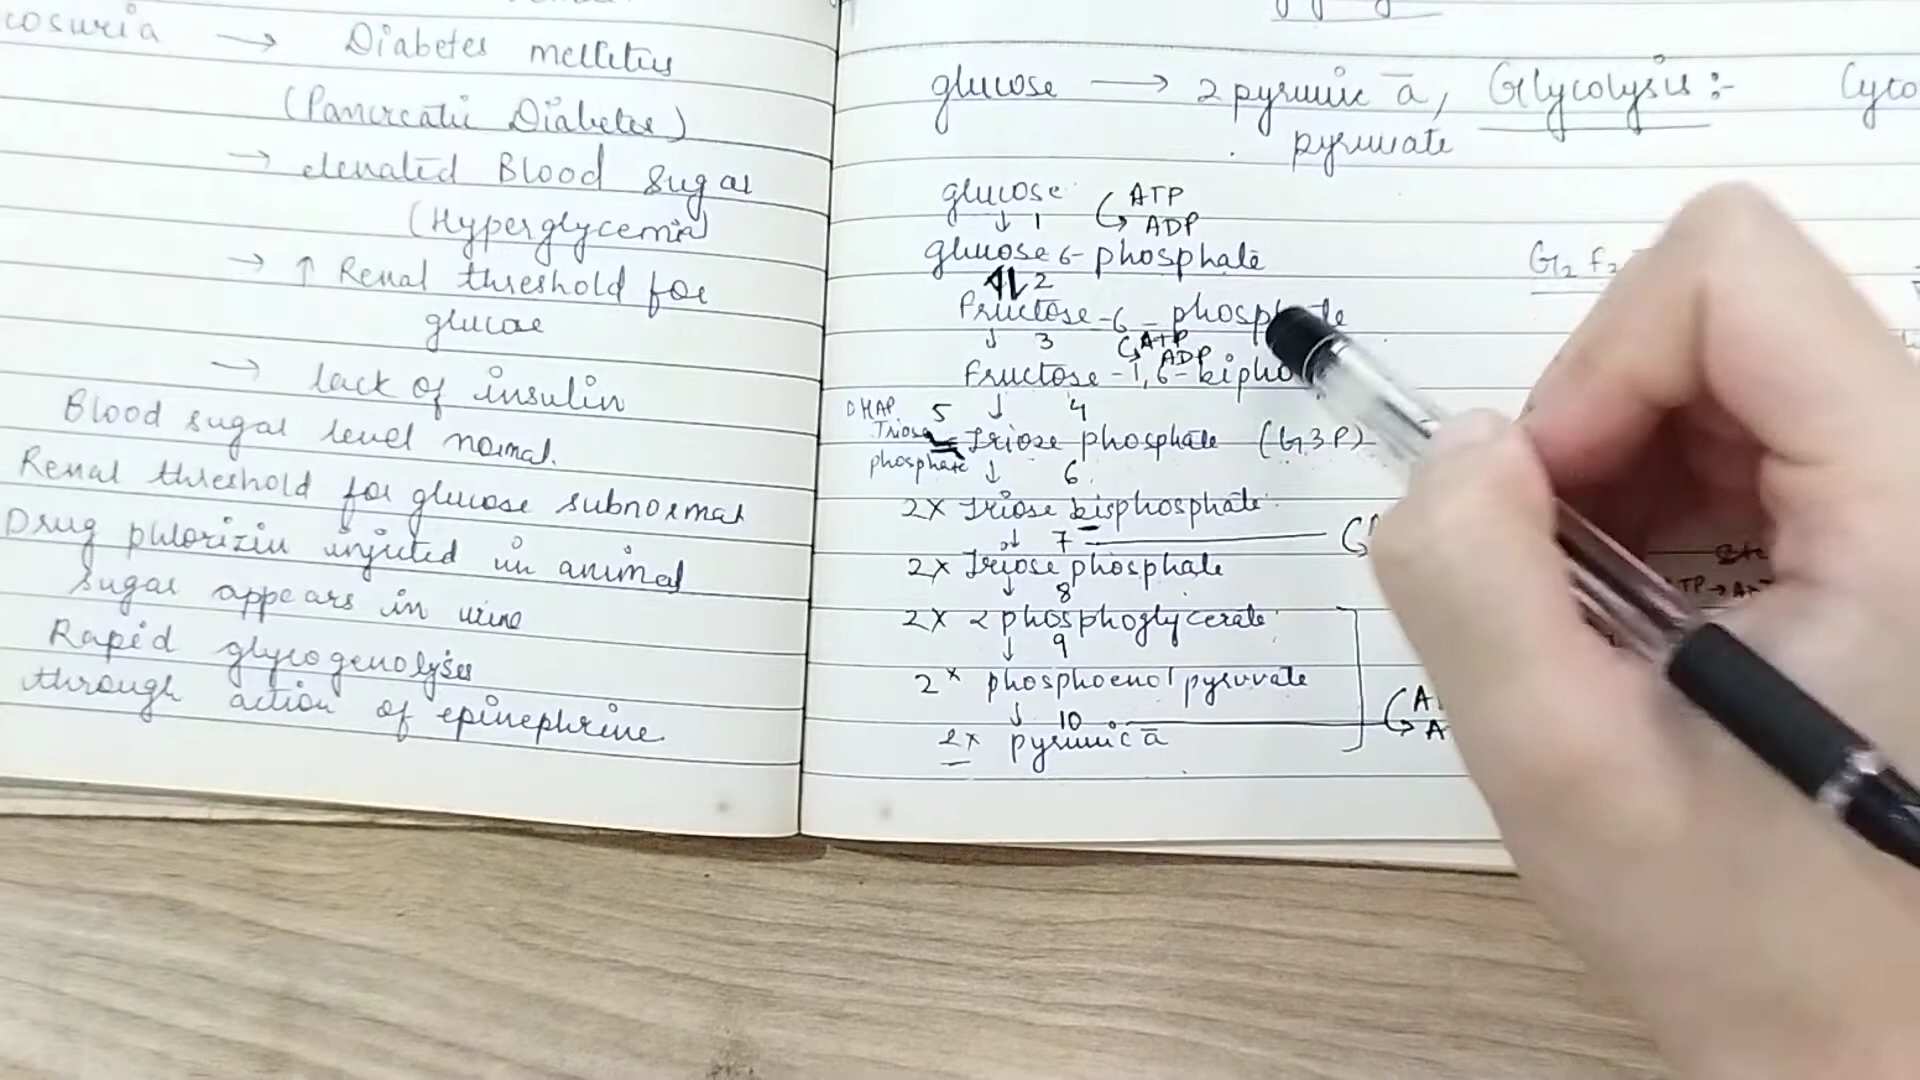 cosuria → Diabetes mellitus
(Pancreatic Diabetes)
→ elevated Blood Sugar
(Hyperglycemia)
→ ↑ Renal threshold for
glucose
→ lack of insulin
Blood sugar level normal.
Renal threshold for glucose subnormal
Drug phlorizin injected in animal
Sugar appears in urine
Rapid glycogenolysis
through action of epinephrine
glucose → 2 pyruvic a, Glycolysis :- Cyto
pyruvate
glucose ATP
↓ 1 ADP
glucose 6- phosphate
2
Fructose-6-phosphate
↓ 3 ATP
ADP
Fructose-1,6-bipho
DHAP 5 ↓ 4
Triose phosphate
Triose phosphate (G3P)
↓ 6
2x Triose bisphosphate
↓ 7
2x Triose phosphate
↓ 8
2x 2 phosphoglycerate
↓ 9
2x phosphoenol pyruvate
↓ 10
2x pyruvic a